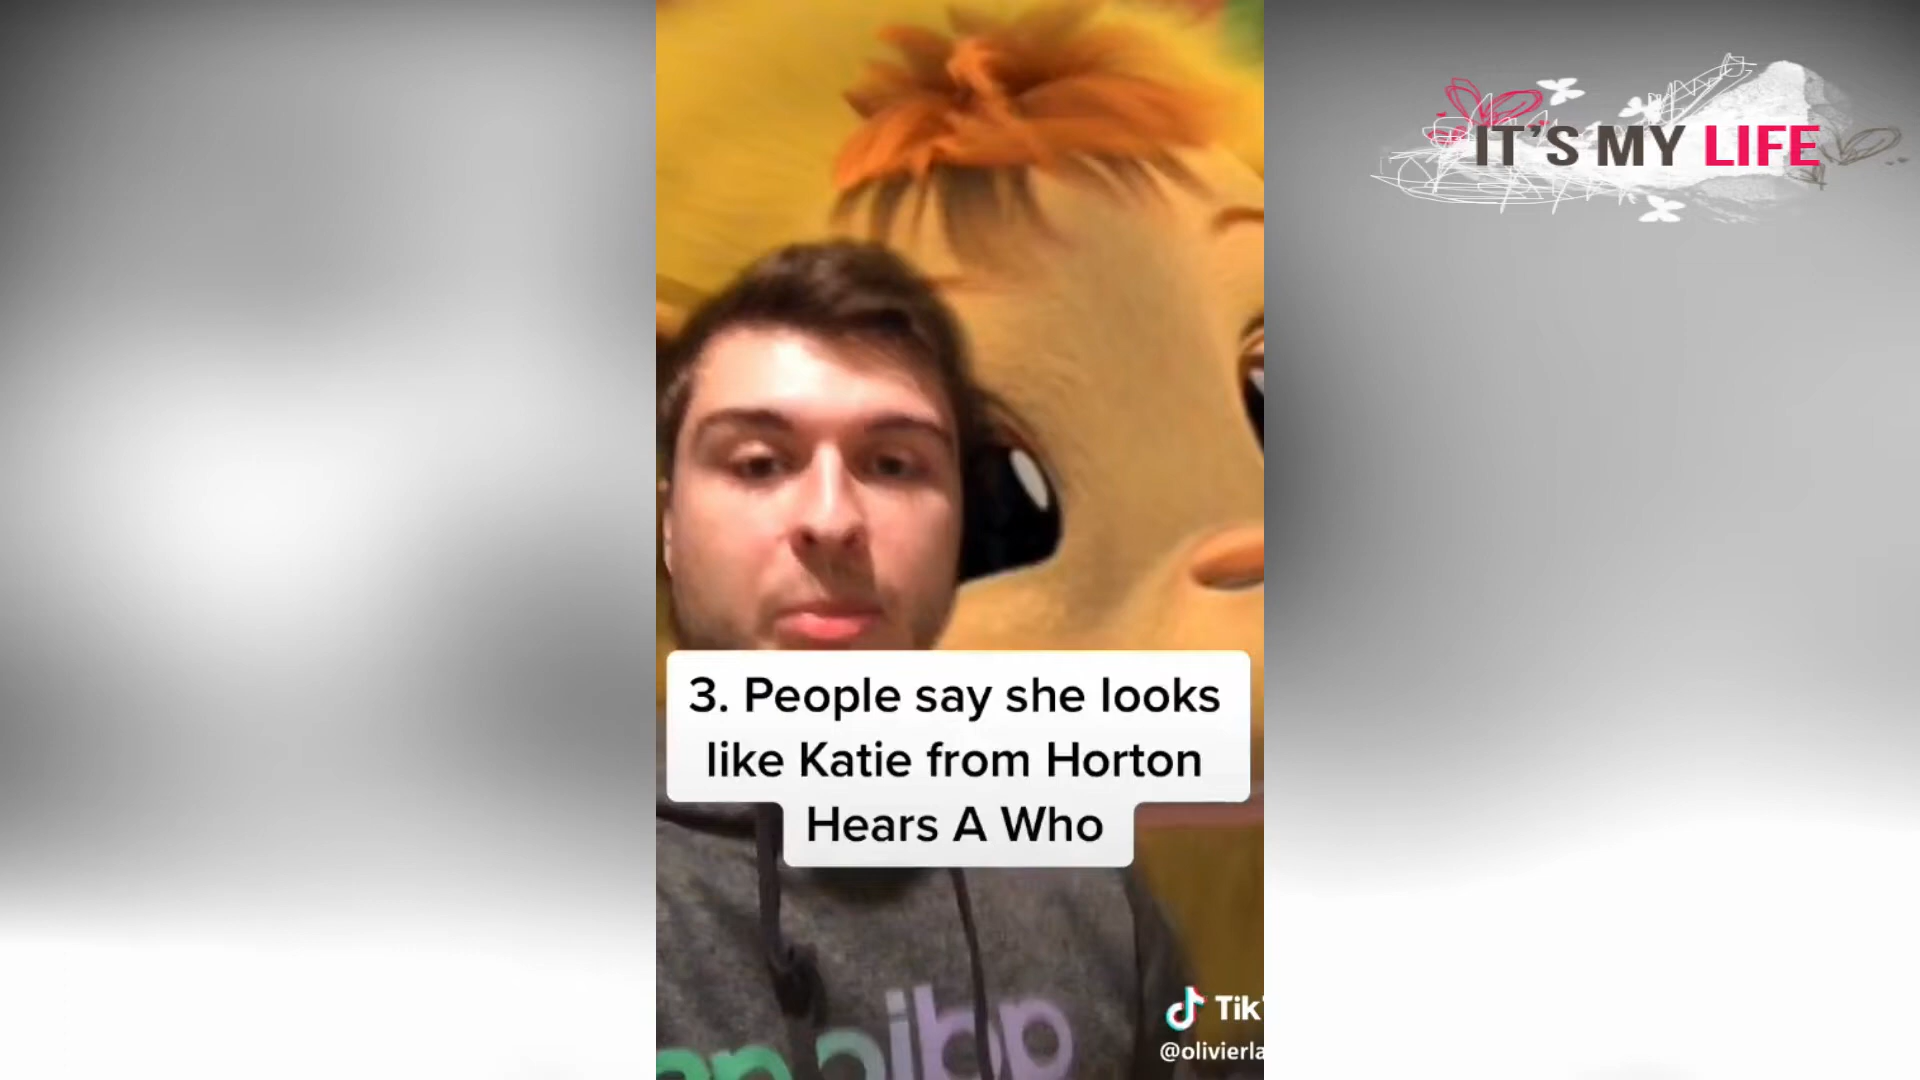 IT'S MY LIFE
3. People say she looks
like Katie from Horton
Hears A Who
Tik
@olivierla